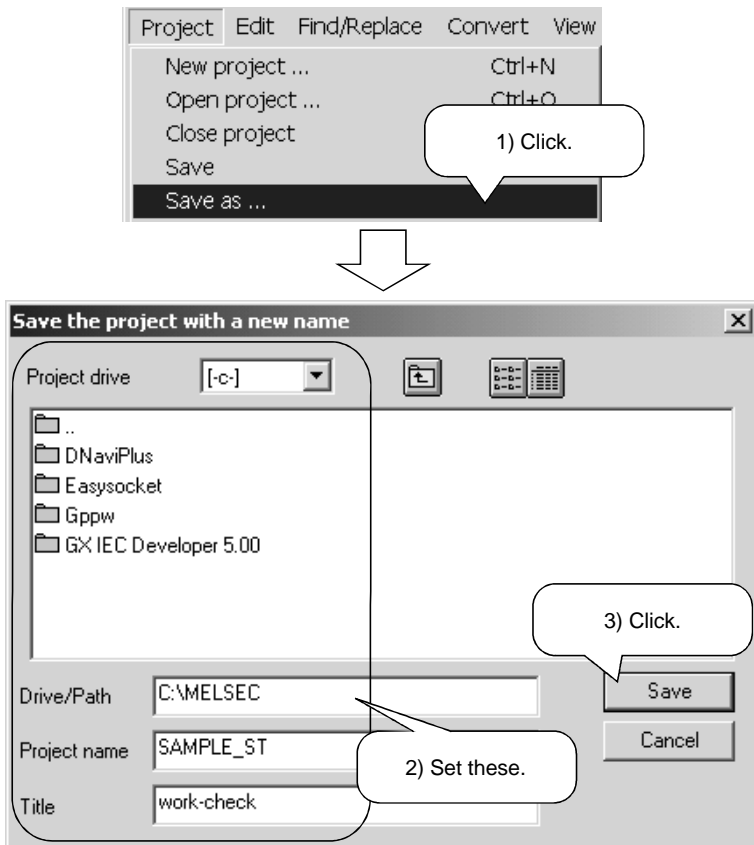 Project Edit Find/Replace Convert View
New project ... Ctrl+N
Open project ... Ctrl+O
Close project
1) Click.
Save
Save as ...
Save the project with a new name
Project drive [-c-]
..
DNaviPlus
Easysocket
Gppw
GX IEC Developer 5.00
3) Click.
Drive/Path C:\MELSEC Save
Project name SAMPLE_ST Cancel
2) Set these.
Title work-check